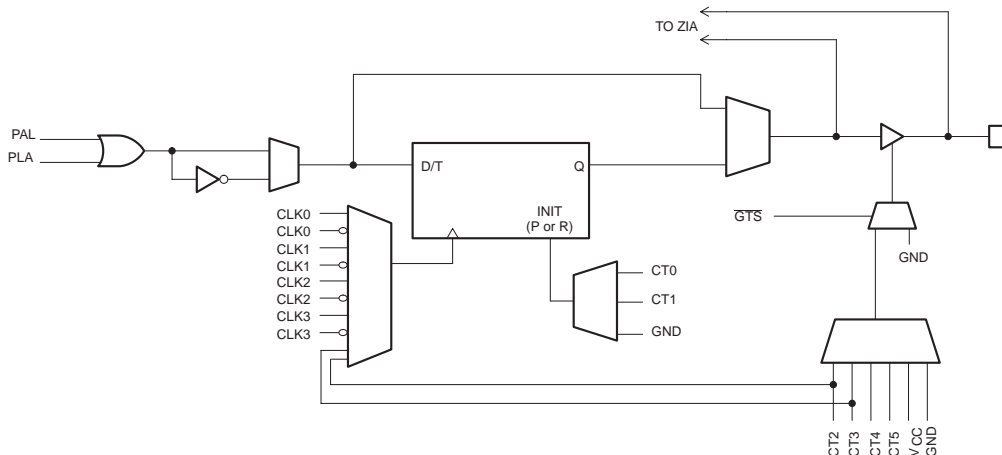 TO ZIA
PAL
PLA
D/T
Q
INIT
(P or R)
CLK0
CLK0
CLK1
CLK1
CLK2
CLK2
CLK3
CLK3
CT0
CT1
GND
GTS
GND
CT2
CT3
CT4
CT5
VCC
GND